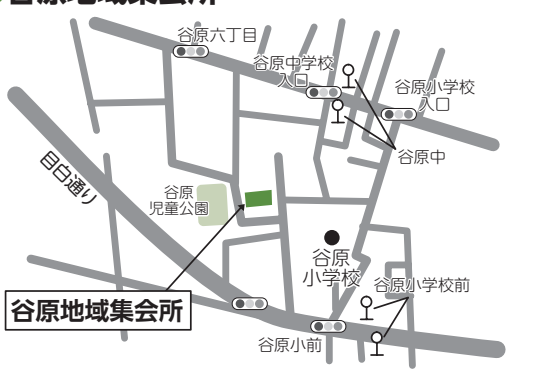 谷原地域集会所
谷原六丁目
谷原中学校
入口
谷原小学校
入口
谷原中
目白通り
谷原
児童公園
谷原
小学校
谷原小学校前
谷原地域集会所
谷原小前